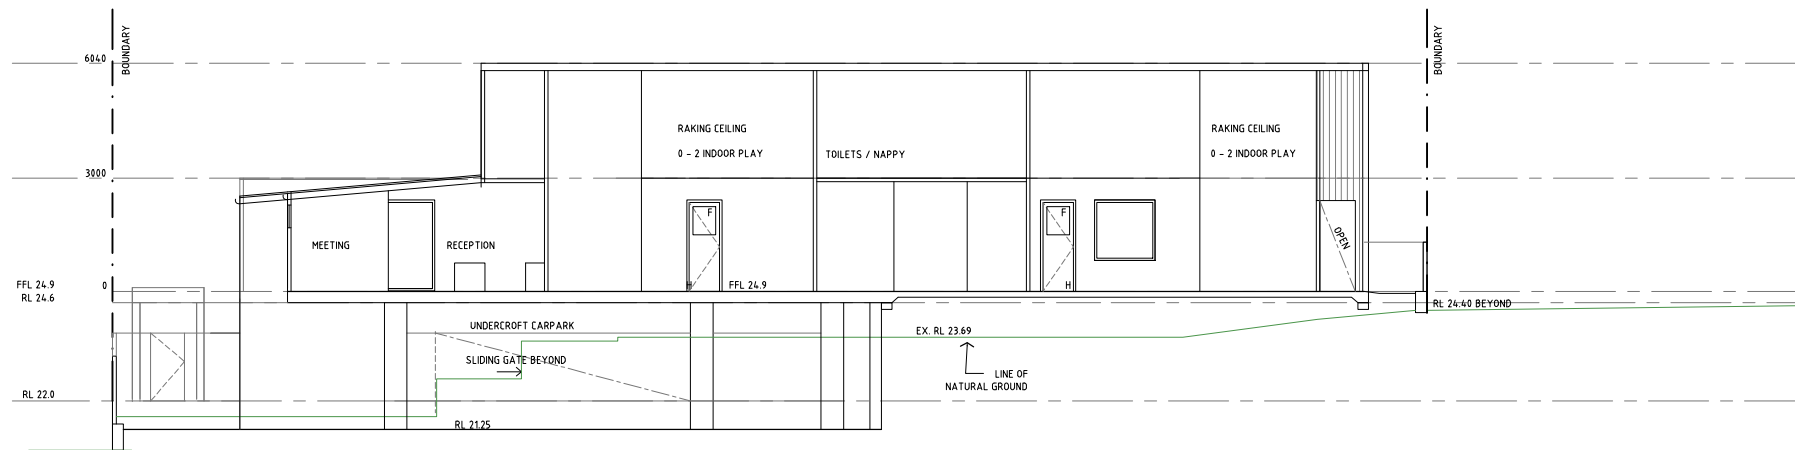 BOUNDARY
BOUNDARY
6040
RAKING CEILING
0 - 2 INDOOR PLAY
TOILETS / NAPPY
RAKING CEILING
0 - 2 INDOOR PLAY
3000
F
F
MEETING
RECEPTION
OPEN
FFL 24.9
0
H
FFL 24.9
H
RL 24.6
RL 24.40 BEYOND
UNDERCROFT CARPARK
EX. RL 23.69
SLIDING GATE BEYOND
LINE OF
NATURAL GROUND
RL 22.0
RL 21.25